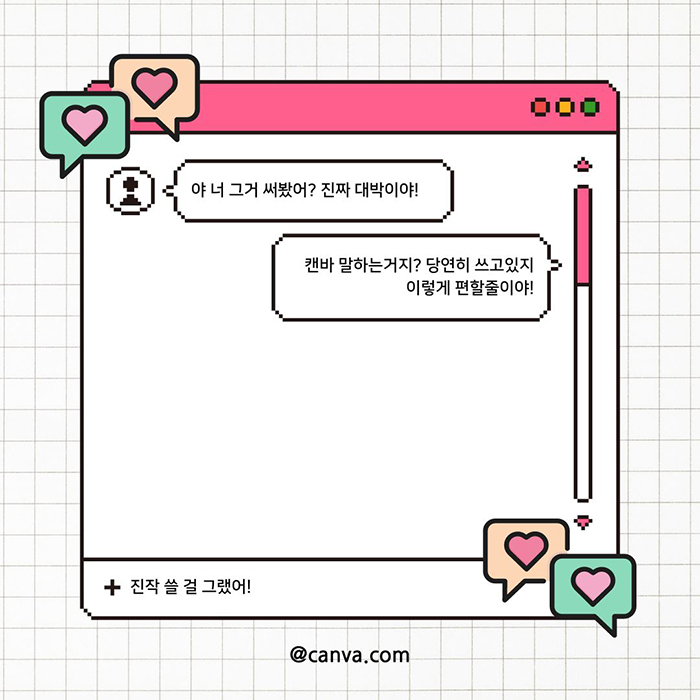 야 너 그거 써봤어? 진짜 대박이야!
캔바 말하는거지? 당연히 쓰고있지
이렇게 편할줄이야!
진작 쓸 걸 그랬어!
@canva.com